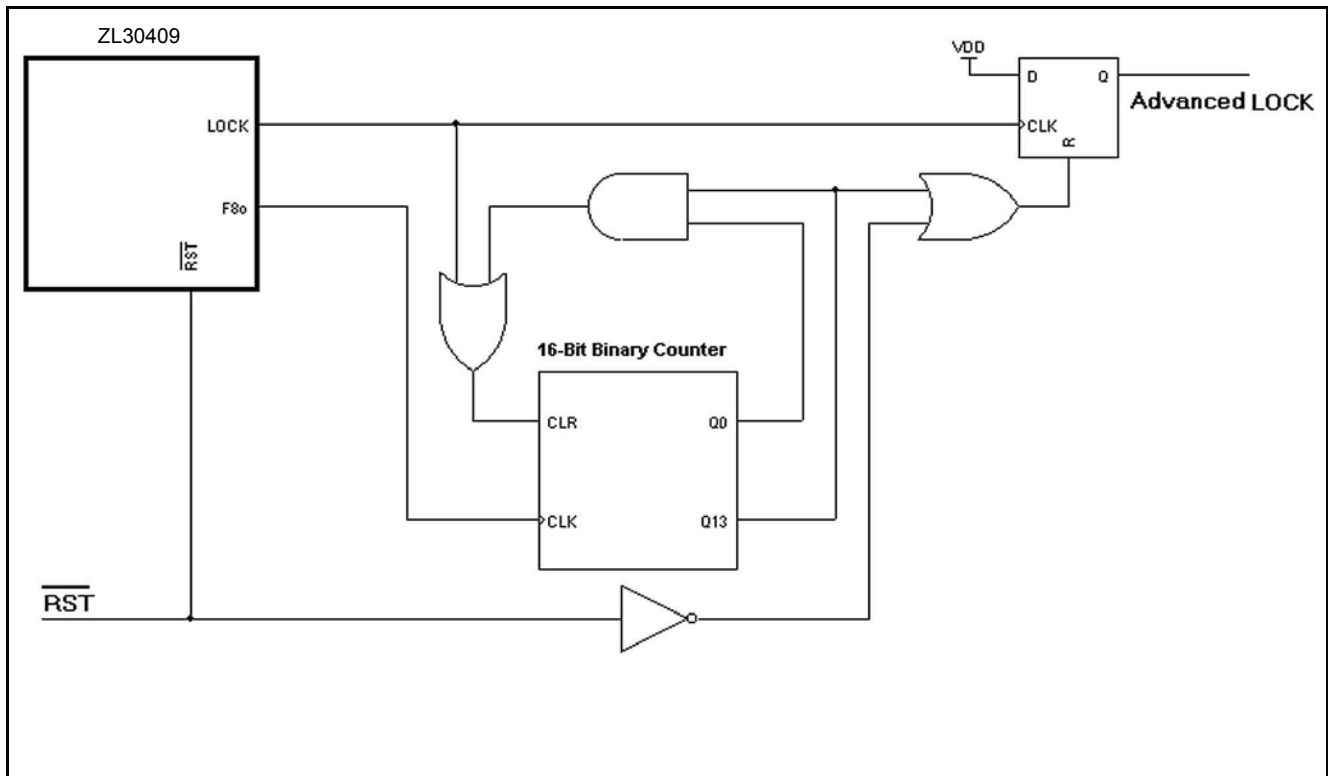 ZL30409
VDD
D
Q
Advanced LOCK
LOCK
CLK
R
F8o
RST
16-Bit Binary Counter
CLR
Q0
CLK
Q13
RST